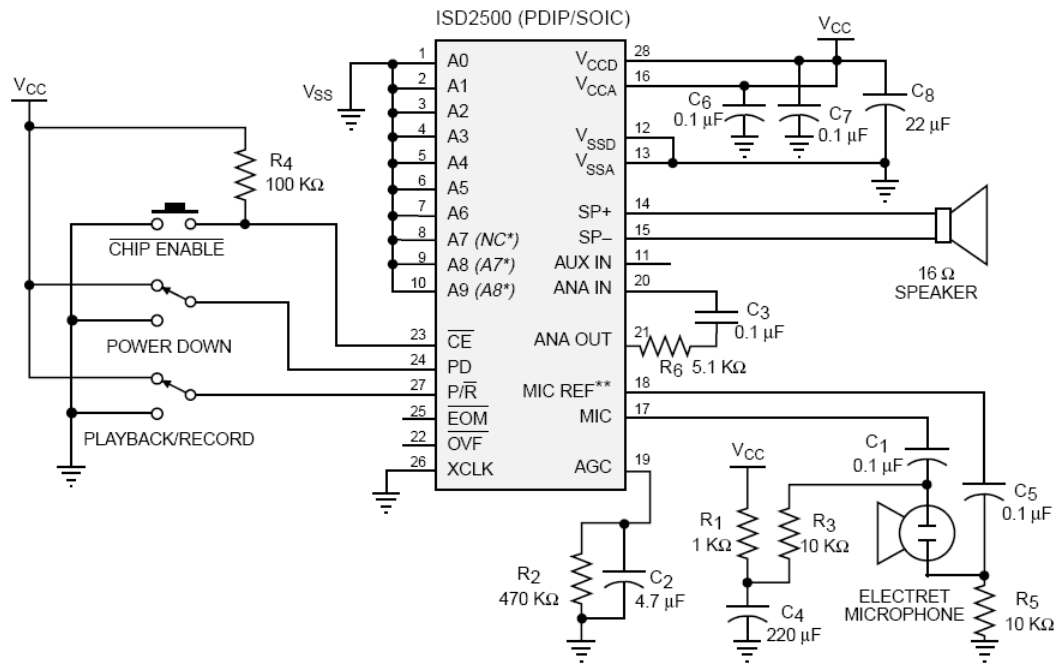 ISD2500 (PDIP/SOIC)
VCC
VSS
R4
100 KΩ
CHIP ENABLE
POWER DOWN
PLAYBACK/RECORD
1 A0
2 A1
3 A2
4 A3
5 A4
6 A5
7 A6
8 A7 (NC*)
9 A8 (A7*)
10 A9 (A8*)
23 CE
24 PD
27 P/R
25 EOM
22 OVF
26 XCLK
VCCD 28
VCCA 16
VSSD 12
VSSA 13
SP+ 14
SP– 15
AUX IN 11
ANA IN 20
ANA OUT 21
MIC REF** 18
MIC 17
AGC 19
VCC
C6
0.1 µF
C7
0.1 µF
C8
22 µF
16 Ω
SPEAKER
C3
0.1 µF
R6 5.1 KΩ
C1
0.1 µF
C5
0.1 µF
VCC
R1
1 KΩ
R3
10 KΩ
R2
470 KΩ
C2
4.7 µF
C4
220 µF
ELECTRET
MICROPHONE
R5
10 KΩ